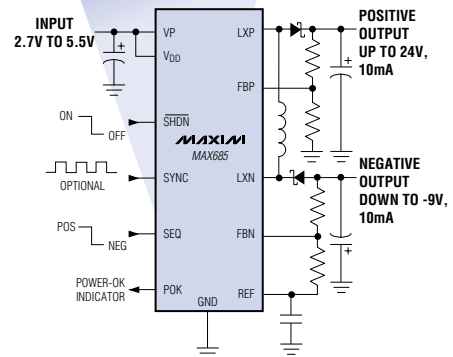 INPUT
2.7V TO 5.5V
+
VP
VDD
ON
OFF
SHDN
OPTIONAL
SYNC
POS
NEG
SEQ
POWER-OK
INDICATOR
POK
GND
MAXIM
MAX685
LXP
FBP
LXN
FBN
REF
POSITIVE
OUTPUT
UP TO 24V,
10mA
+
NEGATIVE
OUTPUT
DOWN TO -9V,
10mA
+